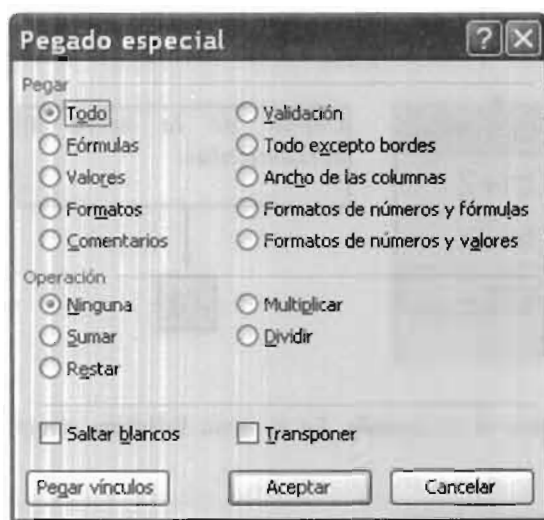 Pegado especial
Pegar
Todo
Fórmulas
Valores
Formatos
Comentarios
Validación
Todo excepto bordes
Ancho de las columnas
Formatos de números y fórmulas
Formatos de números y valores
Operación
Ninguna
Sumar
Restar
Multiplicar
Dividir
Saltar blancos
Transponer
Pegar vínculos
Aceptar
Cancelar